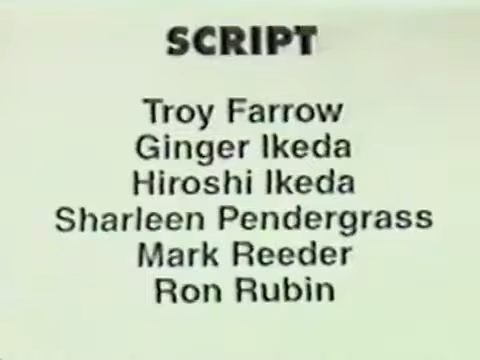 SCRIPT
Troy Farrow
Ginger Ikeda
Hiroshi Ikeda
Sharleen Pendergrass
Mark Reeder
Ron Rubin